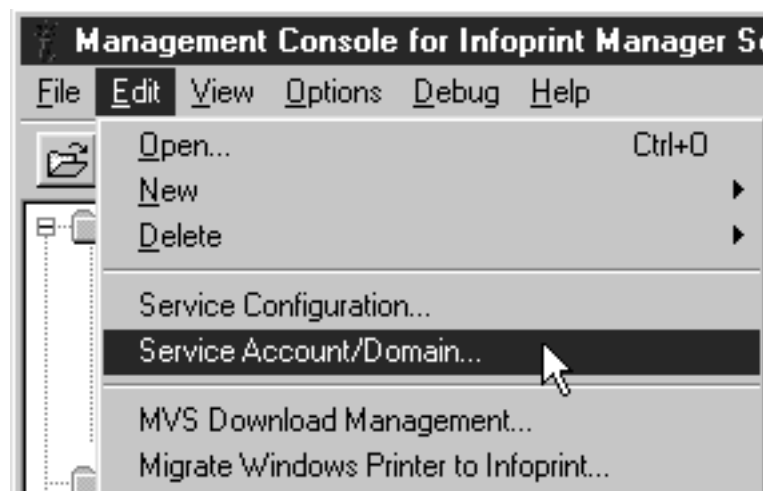 Management Console for Infoprint Manager
File Edit View Options Debug Help
Open... Ctrl+O
New
Delete
Service Configuration...
Service Account/Domain...
MVS Download Management...
Migrate Windows Printer to Infoprint...